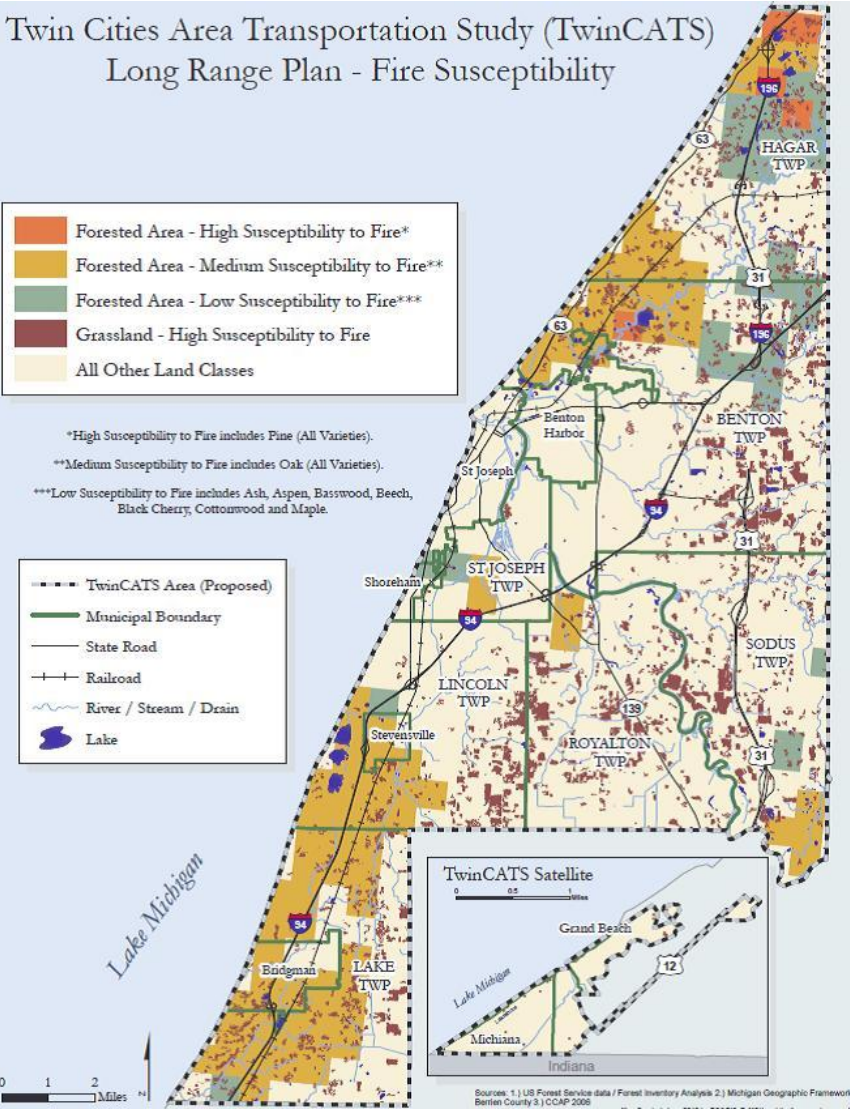 Twin Cities Area Transportation Study (TwinCATS)
Long Range Plan - Fire Susceptibility
196
63
HAGAR
TWP
Forested Area - High Susceptibility to Fire*
Forested Area - Medium Susceptibility to Fire**
Forested Area - Low Susceptibility to Fire***
Grassland - High Susceptibility to Fire
All Other Land Classes
31
63
196
*High Susceptibility to Fire includes Pine (All Varieties).
**Medium Susceptibility to Fire includes Oak (All Varieties).
***Low Susceptibility to Fire includes Ash, Aspen, Basswood, Beech,
Black Cherry, Cottonwood and Maple.
Benton
Harbor
BENTON
TWP
St Joseph
94
31
TwinCATS Area (Proposed)
Municipal Boundary
State Road
Railroad
River / Stream / Drain
Lake
Shoreham
ST JOSEPH
TWP
94
SODUS
TWP
LINCOLN
TWP
139
Stevensville
ROYALTON
TWP
31
Lake Michigan
94
Bridgman
LAKE
TWP
TwinCATS Satellite
0 0.5 1
Miles
Grand Beach
12
Lake Michigan
Michiana
Indiana
0 1 2
Miles
N
Sources: 1.) US Forest Service data / Forest Inventory Analysis 2.) Michigan Geographic Framework
Berrien County 3.) CCAP 2006